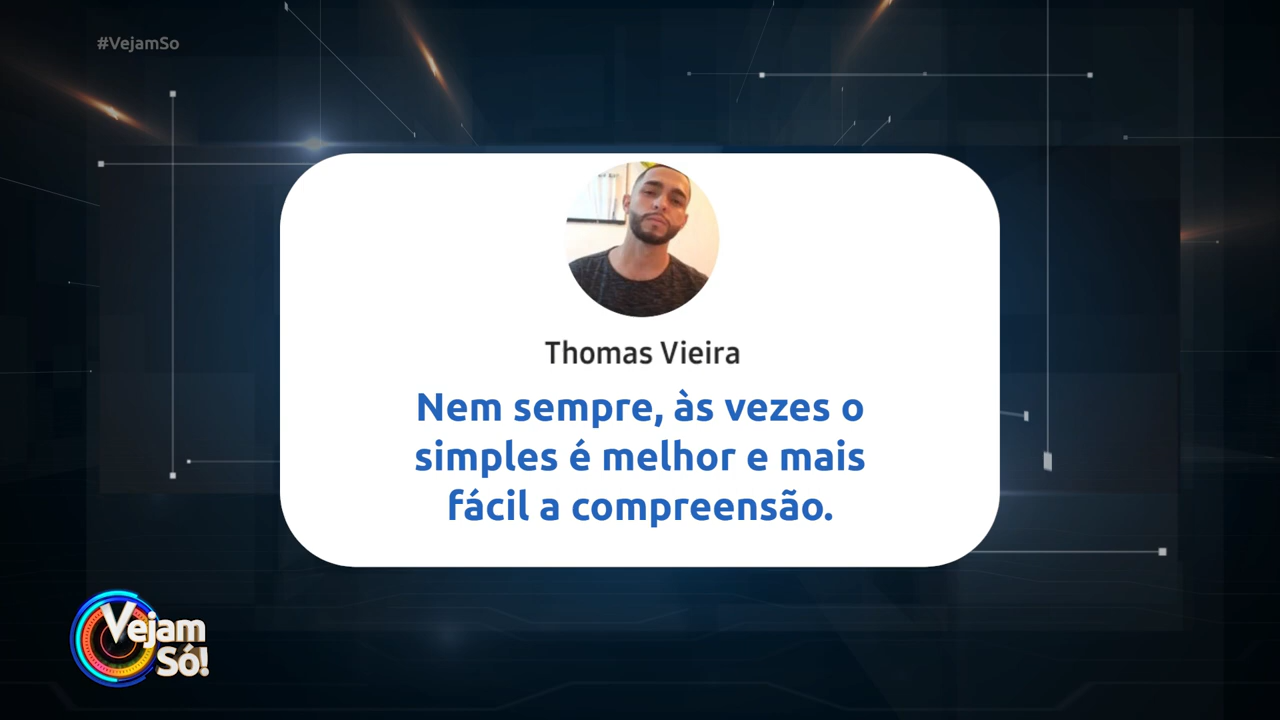 #VejamSo
Thomas Vieira
Nem sempre, às vezes o
simples é melhor e mais
fácil a compreensão.
Vejam
Só!